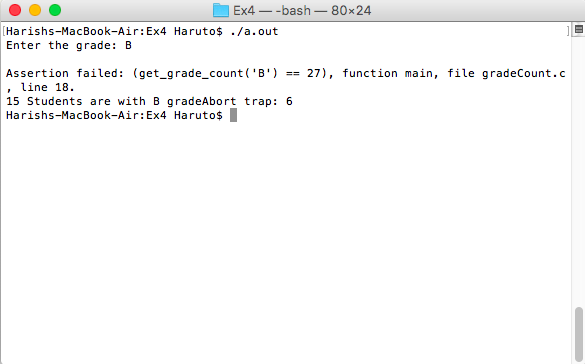 Ex4 — -bash — 80×24
[Harishs-MacBook-Air:Ex4 Haruto$ ./a.out ]
Enter the grade: B
Assertion failed: (get_grade_count('B') == 27), function main, file gradeCount.c
, line 18.
15 Students are with B gradeAbort trap: 6
Harishs-MacBook-Air:Ex4 Haruto$